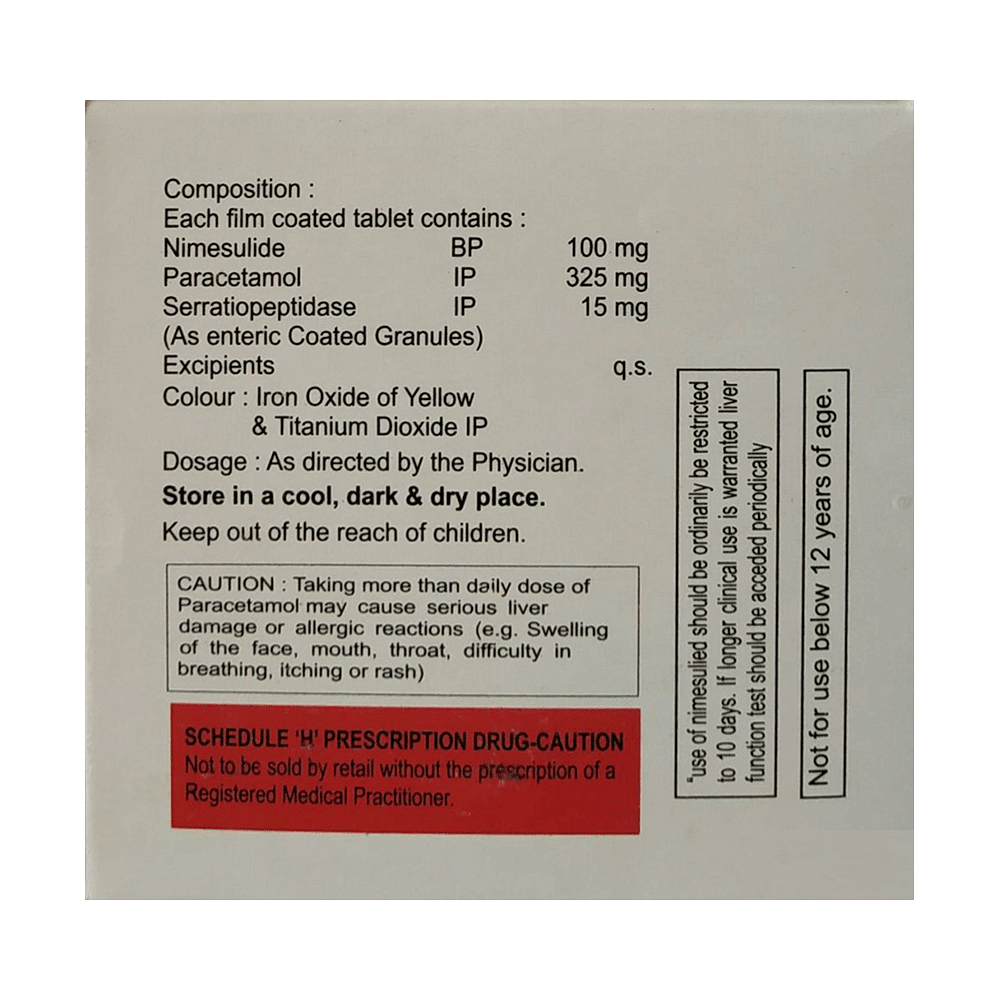 Composition :
Each film coated tablet contains :
Nimesulide BP 100 mg
Paracetamol IP 325 mg
Serratiopeptidase IP 15 mg
(As enteric Coated Granules)
Excipients q.s.
Colour : Iron Oxide of Yellow
& Titanium Dioxide IP
Dosage : As directed by the Physician.
Store in a cool, dark & dry place.
Keep out of the reach of children.
CAUTION : Taking more than daily dose of
Paracetamol may cause serious liver
damage or allergic reactions (e.g. Swelling
of the face, mouth, throat, difficulty in
breathing, itching or rash)
SCHEDULE 'H' PRESCRIPTION DRUG-CAUTION
Not to be sold by retail without the prescription of a
Registered Medical Practitioner.
"use of nimesulied should be ordinarily be restricted
to 10 days. If longer clinical use is warranted liver
function test should be acceded periodically
Not for use below 12 years of age.